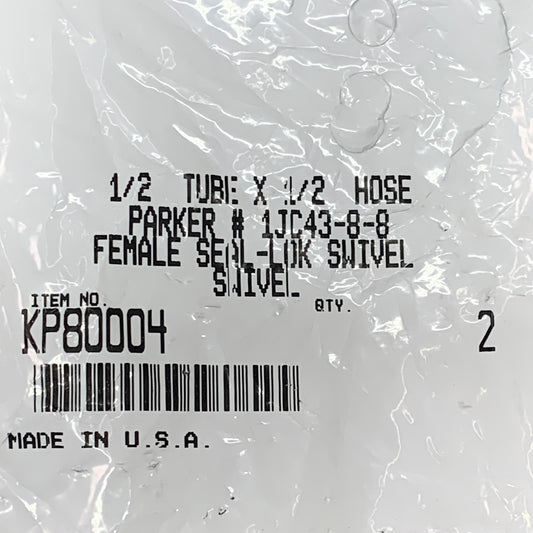 1/2 TUBE X 1/2 HOSE
PARKER # 1JC43-8-8
FEMALE SEAL-LOK SWIVEL
SWIVEL
ITEM NO. QTY.
KP80004 2
MADE IN U.S.A.